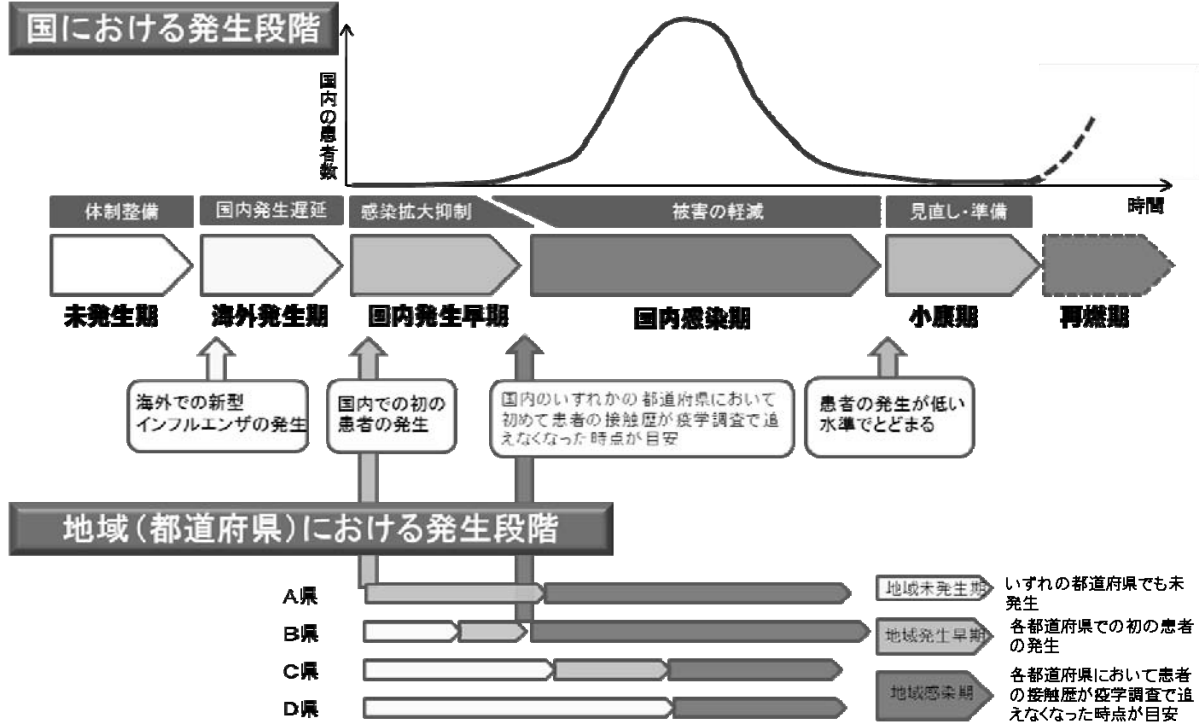 国における発生段階
国内の患者数
時間
体制整備
国内発生遅延
感染拡大抑制
被害の軽減
見直し・準備
未発生期
海外発生期
国内発生早期
国内感染期
小康期
再燃期
海外での新型
インフルエンザの発生
国内での初の
患者の発生
国内のいずれかの都道府県において
初めて患者の接触歴が疫学調査で追
えなくなった時点が目安
患者の発生が低い
水準でとどまる
地域(都道府県)における発生段階
A県
B県
C県
D県
地域未発生期
いずれの都道府県でも未
発生
地域発生早期
各都道府県での初の患者
の発生
地域感染期
各都道府県において患者
の接触歴が疫学調査で追
えなくなった時点が目安